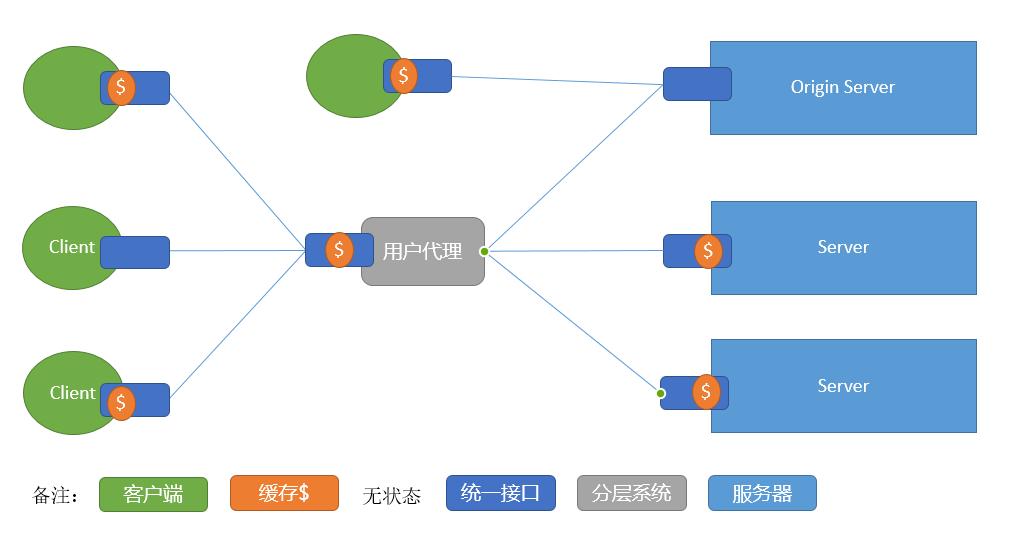 $
$
Origin Server
Client
$
用户代理
$
Server
Client
$
$
Server
备注：
客户端
缓存$
无状态
统一接口
分层系统
服务器